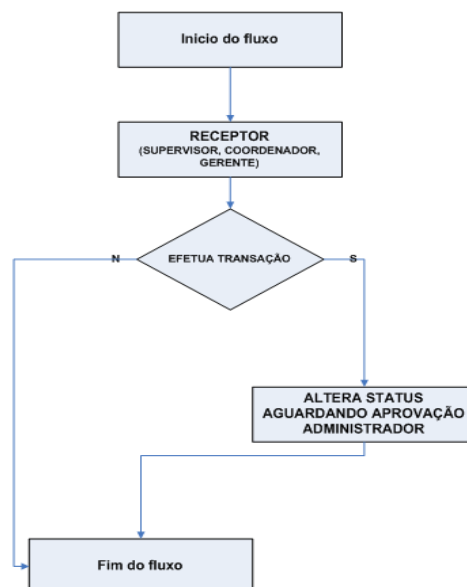 Inicio do fluxo
RECEPTOR
(SUPERVISOR, COORDENADOR,
GERENTE)
EFETUA TRANSAÇÃO
N
S
ALTERA STATUS
AGUARDANDO APROVAÇÃO
ADMINISTRADOR
Fim do fluxo